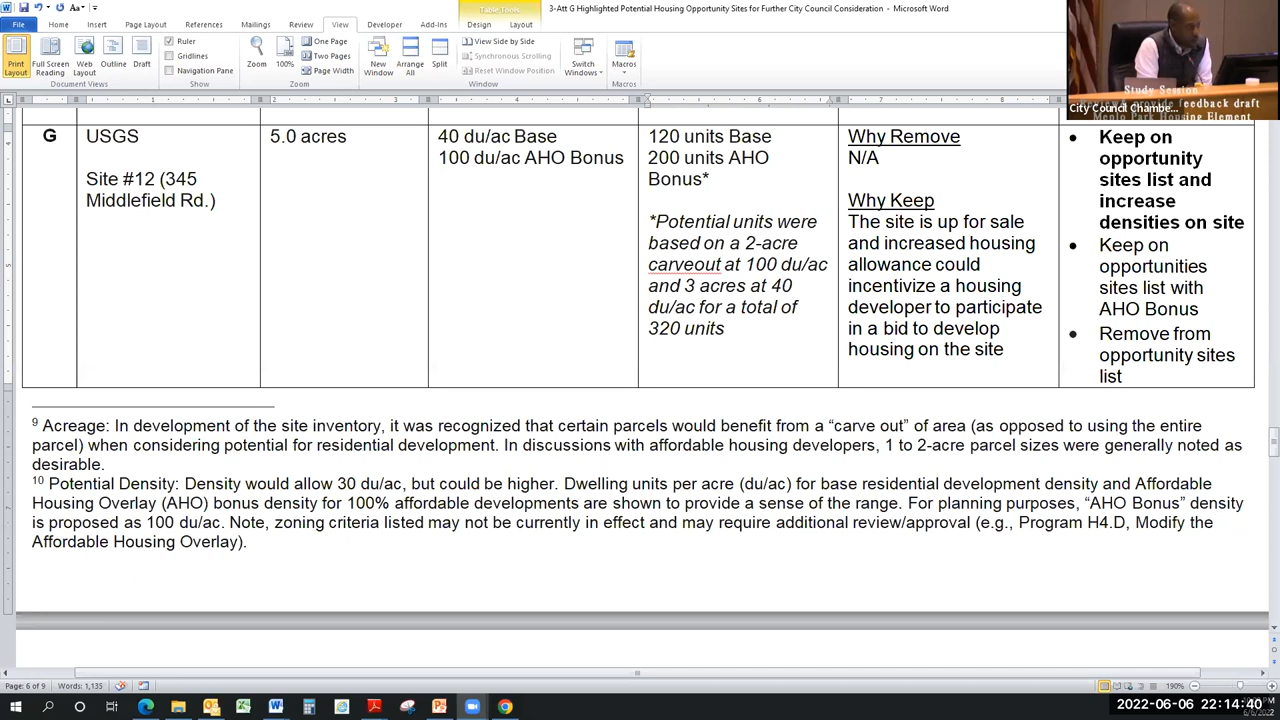 Table Tools
3-Att G Highlighted Potential Housing Opportunity Sites for Further City Council Consideration - Microsoft Word
File Home Insert Page Layout References Mailings Review View Developer Add-Ins Design Layout
Print Layout
Full Screen Reading
Web Layout
Outline
Draft
Document Views
Ruler
Gridlines
Navigation Pane
Show
Zoom
100%
One Page
Two Pages
Page Width
Zoom
New Window
Arrange All
Split
View Side by Side
Synchronous Scrolling
Reset Window Position
Window
Switch Windows
Macros
Macros
Study Session
provide feedback draft
Menlo Park Housing Element
City Council Chambe...
G
USGS
Site #12 (345
Middlefield Rd.)
5.0 acres
40 du/ac Base
100 du/ac AHO Bonus
120 units Base
200 units AHO
Bonus*
*Potential units were
based on a 2-acre
carveout at 100 du/ac
and 3 acres at 40
du/ac for a total of
320 units
Why Remove
N/A
Why Keep
The site is up for sale
and increased housing
allowance could
incentivize a housing
developer to participate
in a bid to develop
housing on the site
• Keep on
opportunity
sites list and
increase
densities on site
• Keep on
opportunities
sites list with
AHO Bonus
• Remove from
opportunity sites
list
9 Acreage: In development of the site inventory, it was recognized that certain parcels would benefit from a “carve out” of area (as opposed to using the entire
parcel) when considering potential for residential development. In discussions with affordable housing developers, 1 to 2-acre parcel sizes were generally noted as
desirable.
10 Potential Density: Density would allow 30 du/ac, but could be higher. Dwelling units per acre (du/ac) for base residential development density and Affordable
Housing Overlay (AHO) bonus density for 100% affordable developments are shown to provide a sense of the range. For planning purposes, “AHO Bonus” density
is proposed as 100 du/ac. Note, zoning criteria listed may not be currently in effect and may require additional review/approval (e.g., Program H4.D, Modify the
Affordable Housing Overlay).
Page: 6 of 9 Words: 1,135 190%
2022-06-06 22:14:40